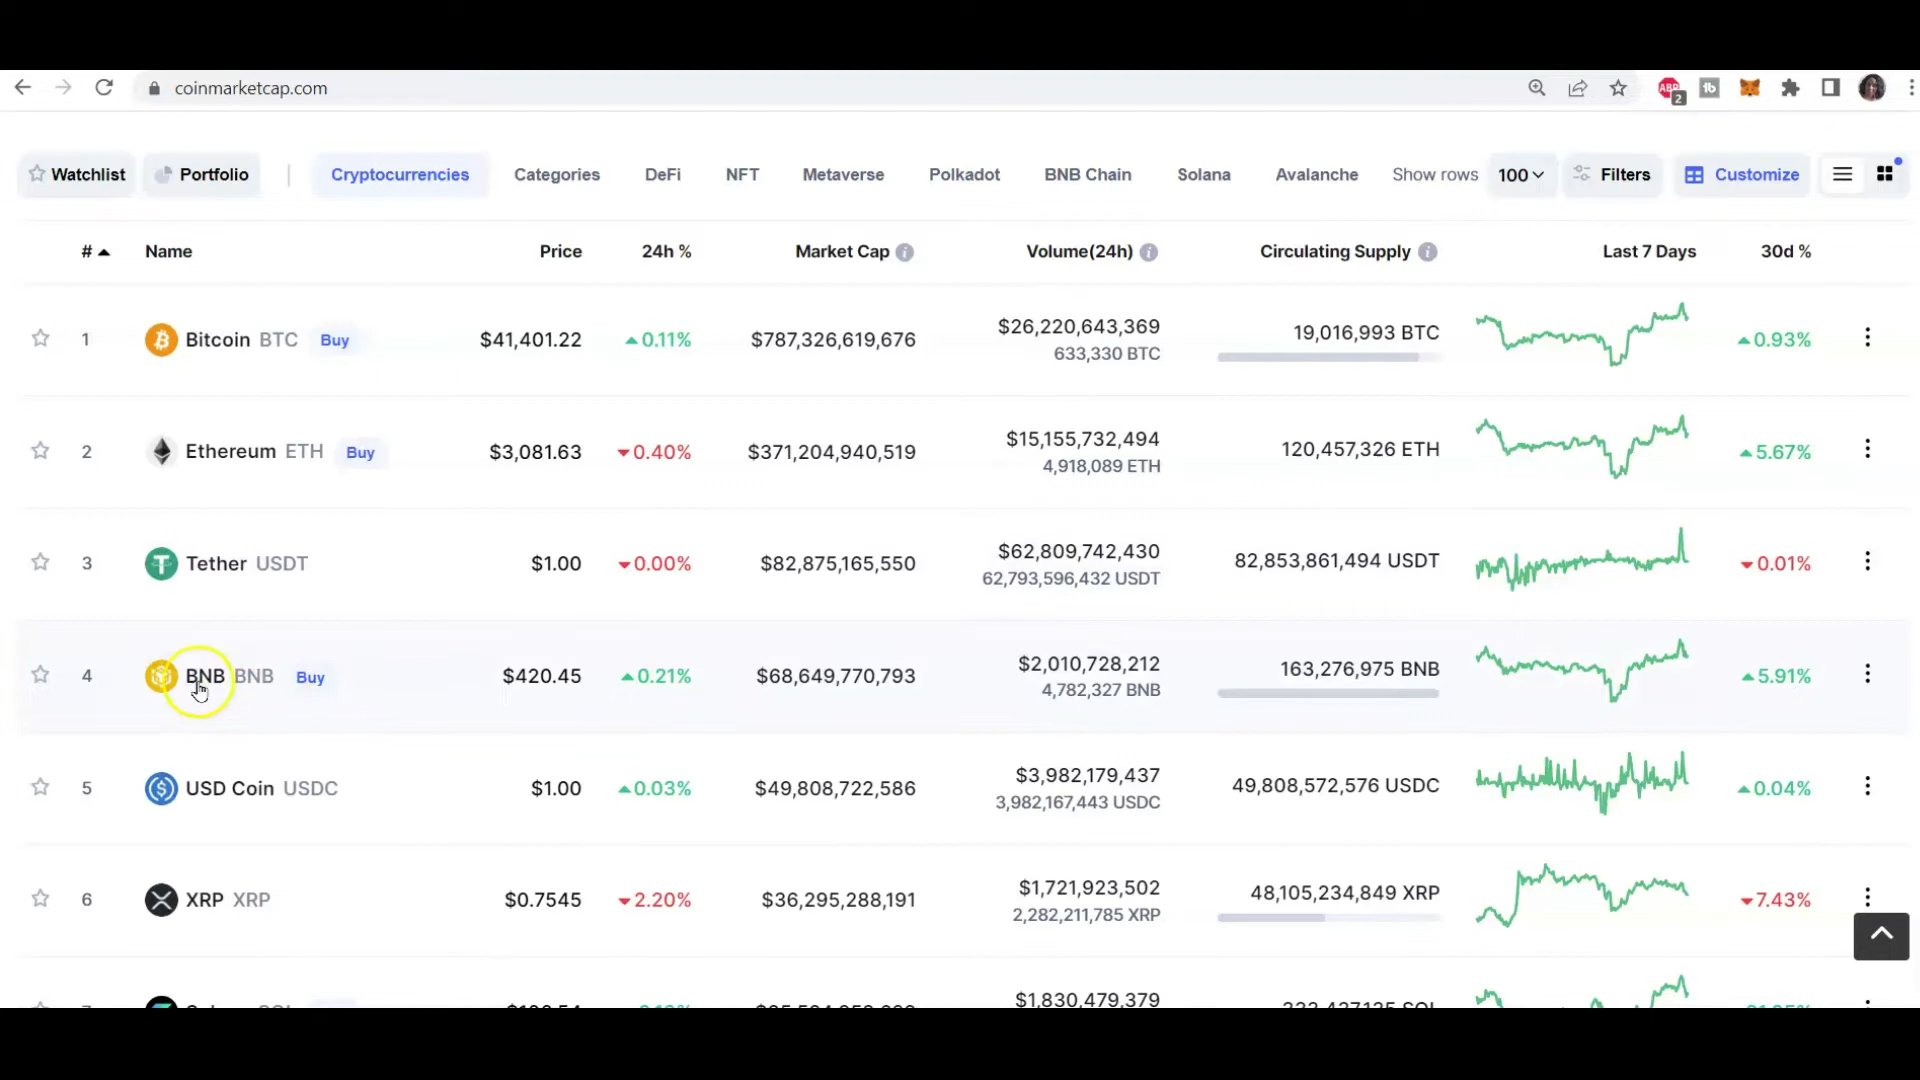 coinmarketcap.com
ABP
2
tb
Watchlist
Portfolio
Cryptocurrencies
Categories
DeFi
NFT
Metaverse
Polkadot
BNB Chain
Solana
Avalanche
Show rows
100
Filters
Customize
# Name Price 24h % Market Cap Volume(24h) Circulating Supply Last 7 Days 30d %
1 Bitcoin BTC Buy $41,401.22 0.11% $787,326,619,676 $26,220,643,369 19,016,993 BTC 0.93%
633,330 BTC
2 Ethereum ETH Buy $3,081.63 0.40% $371,204,940,519 $15,155,732,494 120,457,326 ETH 5.67%
4,918,089 ETH
3 Tether USDT $1.00 0.00% $82,875,165,550 $62,809,742,430 82,853,861,494 USDT 0.01%
62,793,596,432 USDT
4 BNB BNB Buy $420.45 0.21% $68,649,770,793 $2,010,728,212 163,276,975 BNB 5.91%
4,782,327 BNB
5 USD Coin USDC $1.00 0.03% $49,808,722,586 $3,982,179,437 49,808,572,576 USDC 0.04%
3,982,167,443 USDC
6 XRP XRP $0.7545 2.20% $36,295,288,191 $1,721,923,502 48,105,234,849 XRP 7.43%
2,282,211,785 XRP
$1,830,479,379